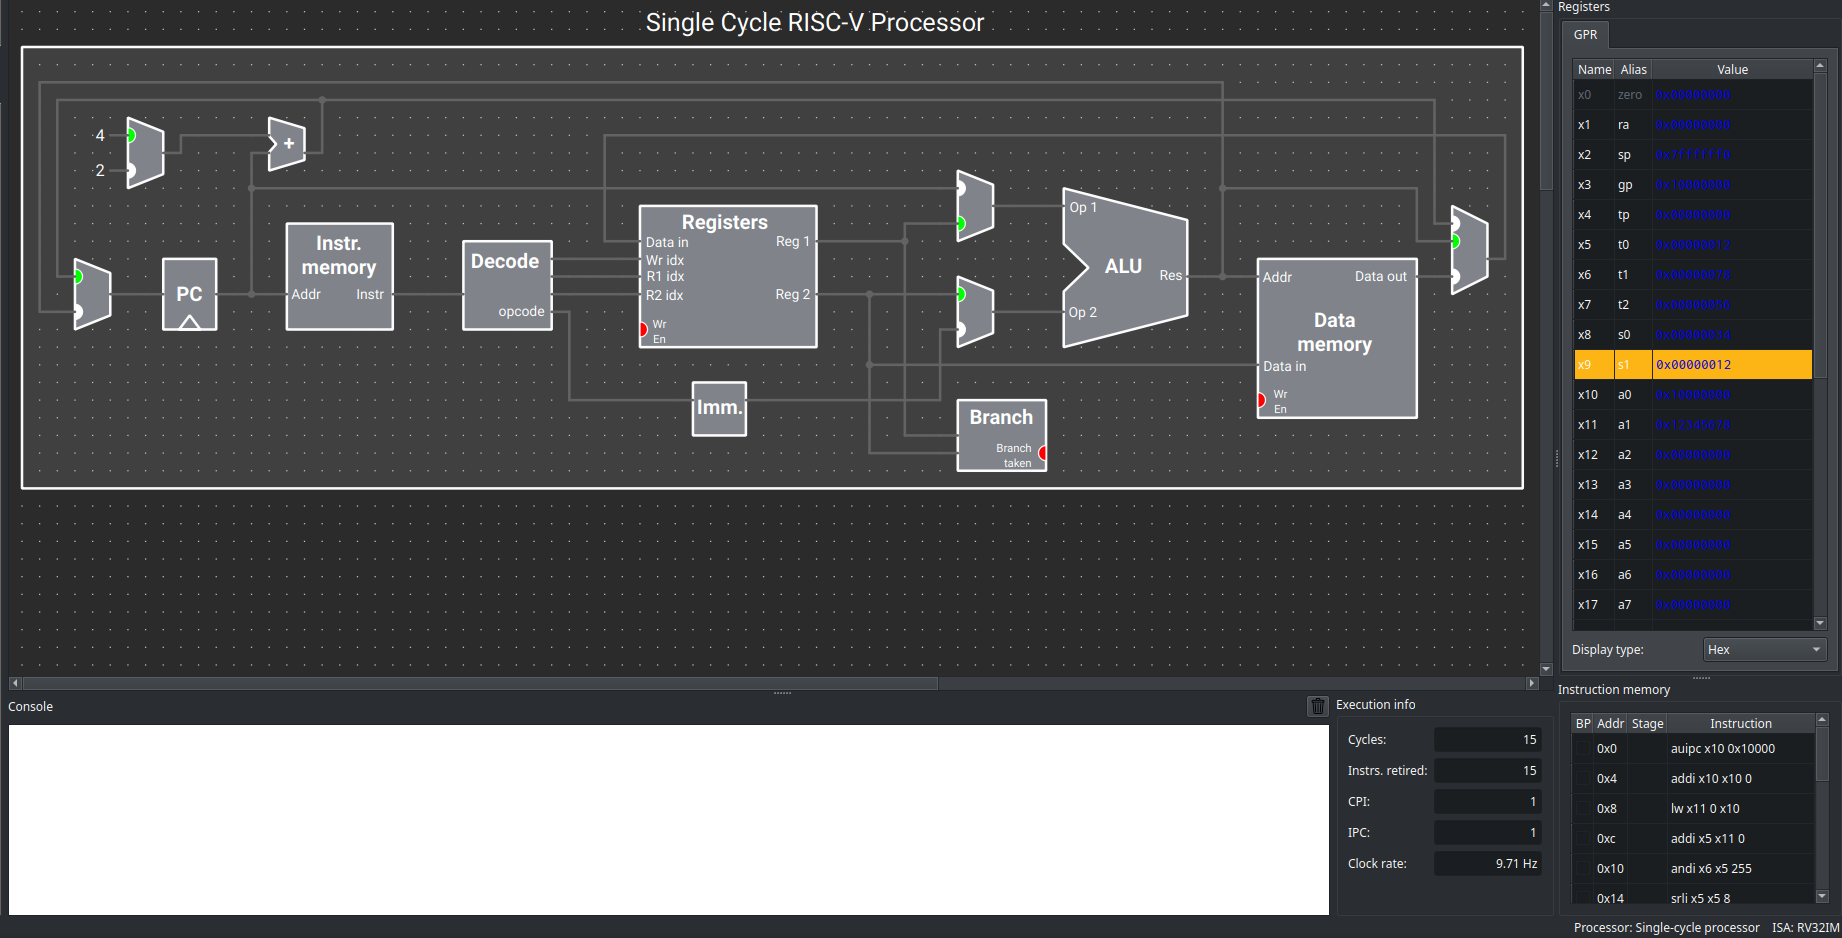 Single Cycle RISC-V Processor
4
2
+
PC
Instr. memory
Addr
Instr
Decode
opcode
Registers
Data in
Wr idx
R1 idx
R2 idx
Wr En
Reg 1
Reg 2
Imm.
Op 1
Op 2
ALU
Res
Branch
Branch taken
Addr
Data out
Data memory
Data in
Wr En
Registers
GPR
Name Alias Value
x0 zero 0x00000000
x1 ra 0x00000000
x2 sp 0x7ffffff0
x3 gp 0x10000000
x4 tp 0x00000000
x5 t0 0x00000012
x6 t1 0x00000078
x7 t2 0x00000056
x8 s0 0x00000034
x9 s1 0x00000012
x10 a0 0x10000000
x11 a1 0x12345678
x12 a2 0x00000000
x13 a3 0x00000000
x14 a4 0x00000000
x15 a5 0x00000000
x16 a6 0x00000000
x17 a7 0x00000000
Display type: Hex
Console
Execution info
Cycles: 15
Instrs. retired: 15
CPI: 1
IPC: 1
Clock rate: 9.71 Hz
Instruction memory
BP Addr Stage Instruction
0x0 auipc x10 0x10000
0x4 addi x10 x10 0
0x8 lw x11 0 x10
0xc addi x5 x11 0
0x10 andi x6 x5 255
0x14 srli x5 x5 8
Processor: Single-cycle processor ISA: RV32IM